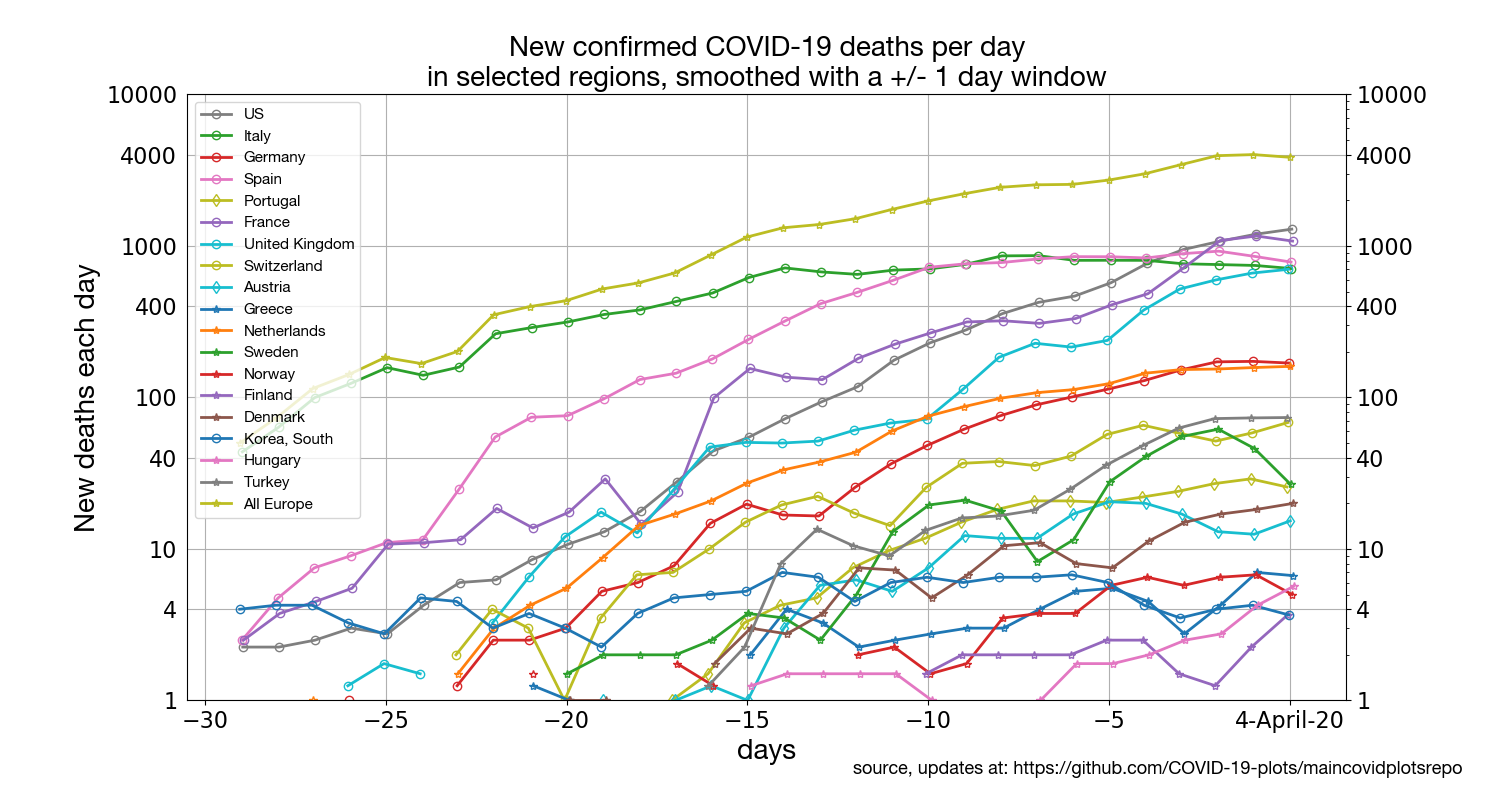 New confirmed COVID-19 deaths per day
in selected regions, smoothed with a +/- 1 day window
New deaths each day
10000
4000
1000
400
100
40
10
4
1
US
Italy
Germany
Spain
Portugal
France
United Kingdom
Switzerland
Austria
Greece
Netherlands
Sweden
Norway
Finland
Denmark
Korea, South
Hungary
Turkey
All Europe
10000
4000
1000
400
100
40
10
4
1
−30 −25 −20 −15 −10 −5 4-April-20
days
source, updates at: https://github.com/COVID-19-plots/maincovidplotsrepo